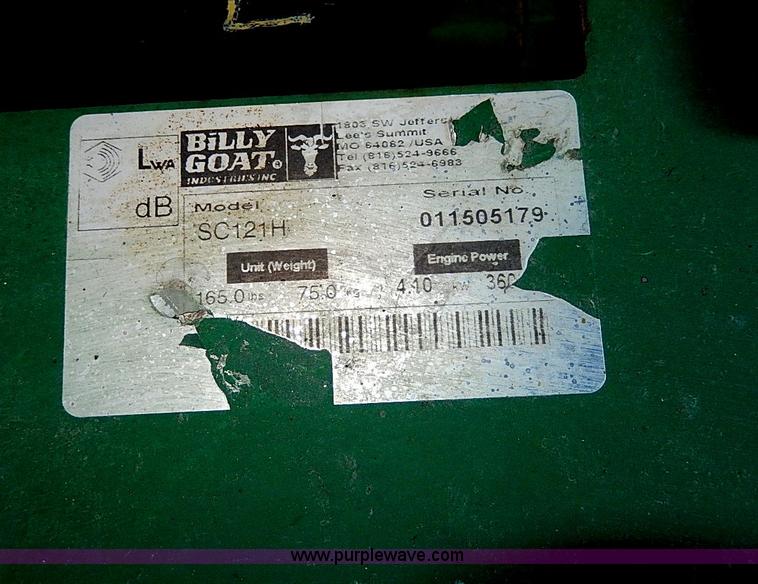 LWA
dB
BiLLY
GOAT®
INDUSTRIES INC
1803 SW Jeffers
Lee's Summit
MO 64082 /USA
Tel (816)524-9666
Fax (816)524-6983
Model
SC121H
Serial No.
011505179
Unit (Weight)
165.0 lbs 75.0 kg
Engine Power
4.10 kw 360
www.purplewave.com